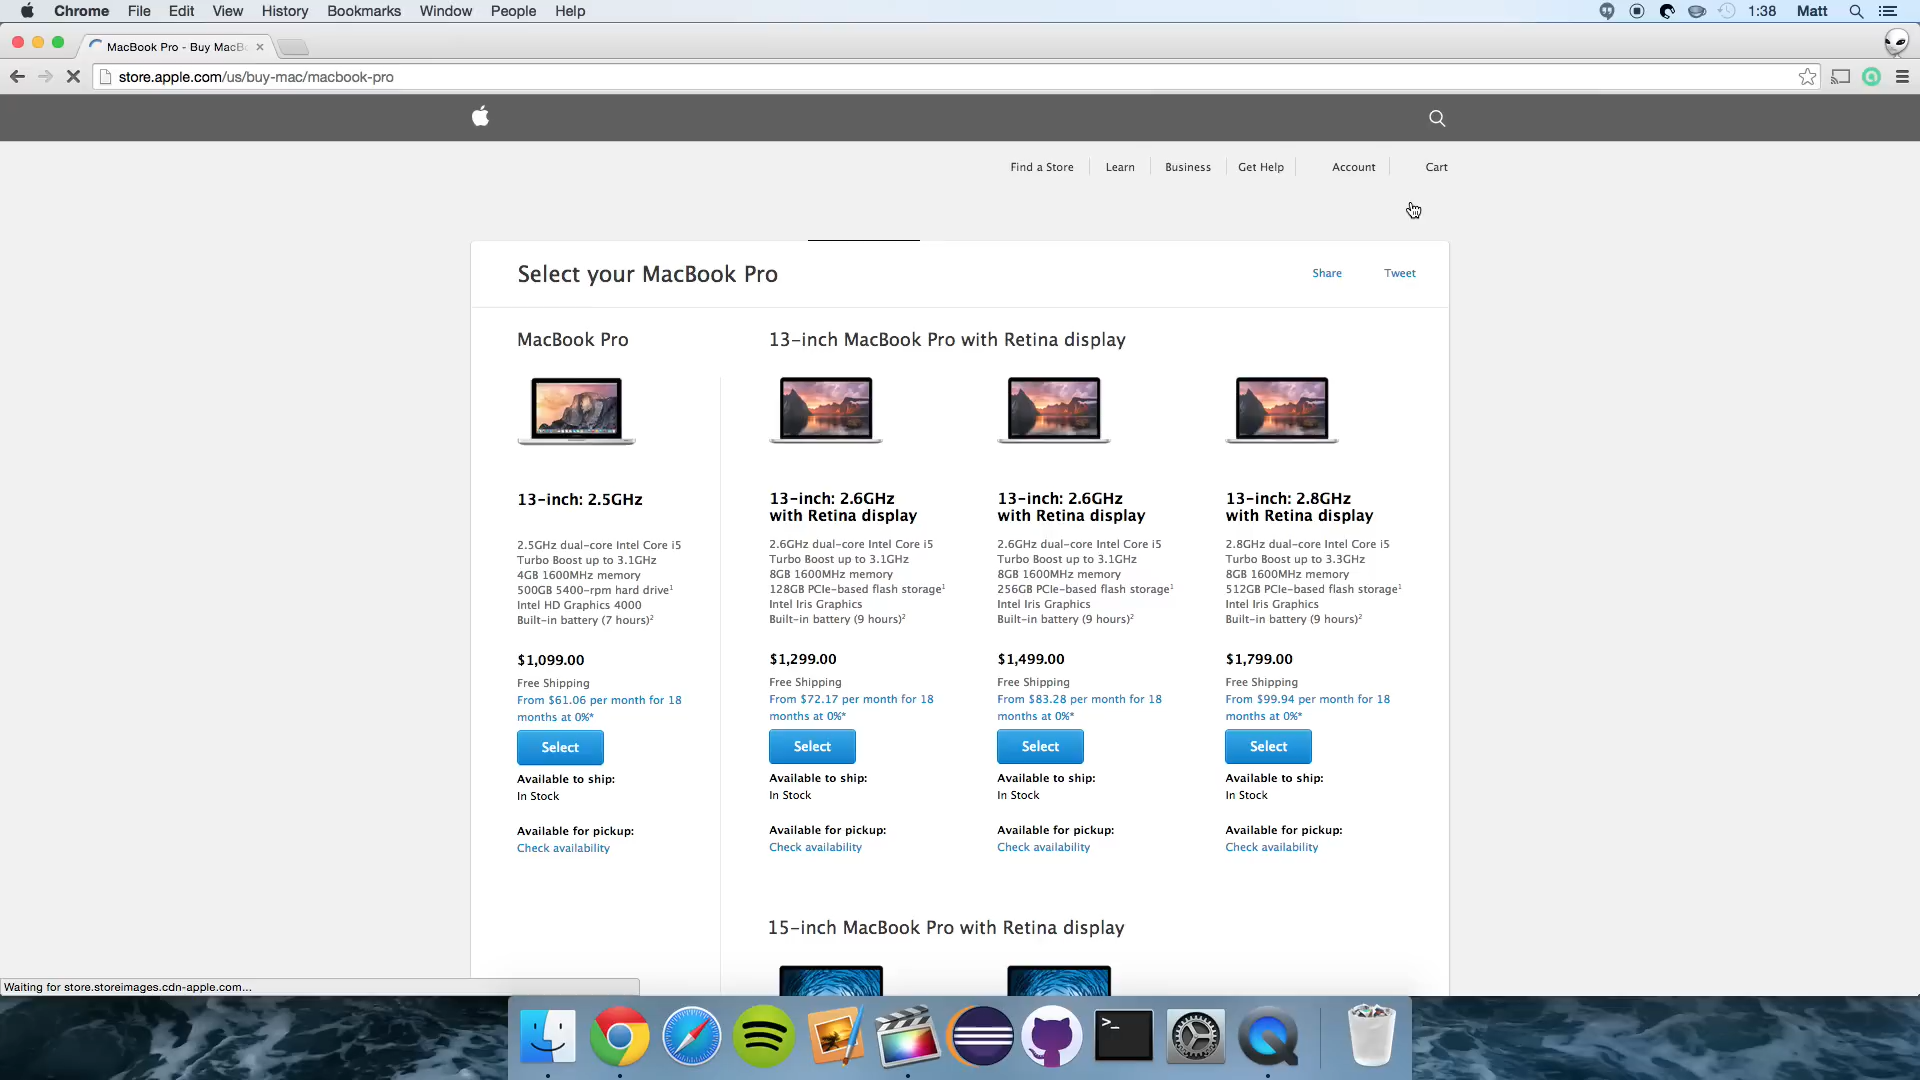 Chrome File Edit View History Bookmarks Window People Help 1:38 Matt
MacBook Pro - Buy MacB
store.apple.com/us/buy-mac/macbook-pro
Find a Store Learn Business Get Help Account Cart
Select your MacBook Pro Share Tweet
MacBook Pro
13-inch: 2.5GHz
2.5GHz dual-core Intel Core i5
Turbo Boost up to 3.1GHz
4GB 1600MHz memory
500GB 5400-rpm hard drive1
Intel HD Graphics 4000
Built-in battery (7 hours)2
$1,099.00
Free Shipping
From $61.06 per month for 18
months at 0%*
Select
Available to ship:
In Stock
Available for pickup:
Check availability
13-inch MacBook Pro with Retina display
13-inch: 2.6GHz
with Retina display
2.6GHz dual-core Intel Core i5
Turbo Boost up to 3.1GHz
8GB 1600MHz memory
128GB PCIe-based flash storage1
Intel Iris Graphics
Built-in battery (9 hours)2
$1,299.00
Free Shipping
From $72.17 per month for 18
months at 0%*
Select
Available to ship:
In Stock
Available for pickup:
Check availability
13-inch: 2.6GHz
with Retina display
2.6GHz dual-core Intel Core i5
Turbo Boost up to 3.1GHz
8GB 1600MHz memory
256GB PCIe-based flash storage1
Intel Iris Graphics
Built-in battery (9 hours)2
$1,499.00
Free Shipping
From $83.28 per month for 18
months at 0%*
Select
Available to ship:
In Stock
Available for pickup:
Check availability
13-inch: 2.8GHz
with Retina display
2.8GHz dual-core Intel Core i5
Turbo Boost up to 3.3GHz
8GB 1600MHz memory
512GB PCIe-based flash storage1
Intel Iris Graphics
Built-in battery (9 hours)2
$1,799.00
Free Shipping
From $99.94 per month for 18
months at 0%*
Select
Available to ship:
In Stock
Available for pickup:
Check availability
15-inch MacBook Pro with Retina display
Waiting for store.storeimages.cdn-apple.com...